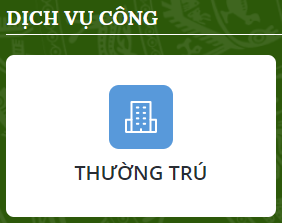 DỊCH VỤ CÔNG
THƯỜNG TRÚ